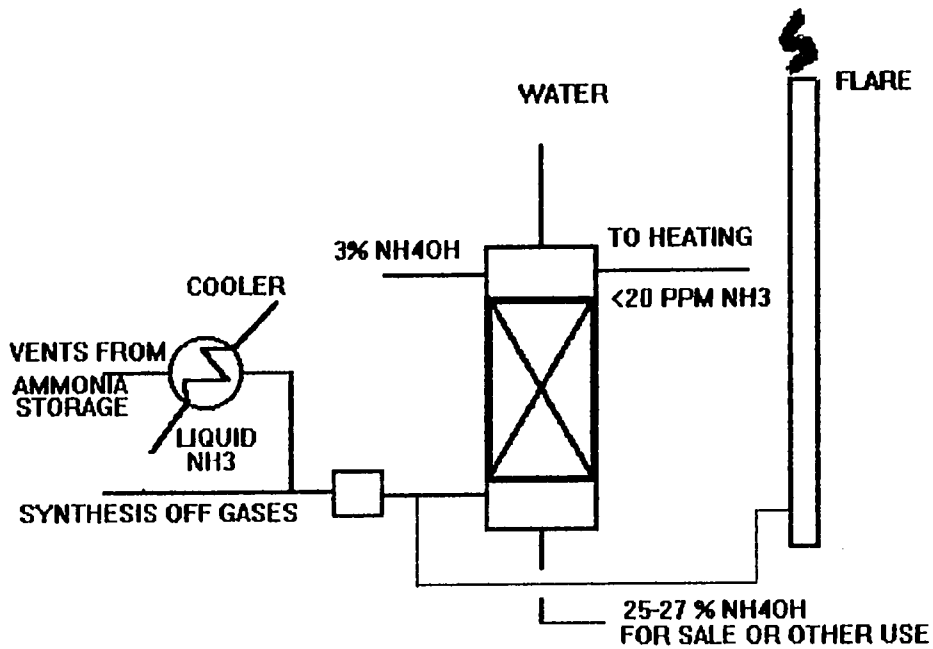 FLARE
WATER
3% NH4OH
TO HEATING
<20 PPM NH3
COOLER
VENTS FROM
AMMONIA
STORAGE
LIQUID
NH3
SYNTHESIS OFF GASES
25-27 % NH4OH
FOR SALE OR OTHER USE